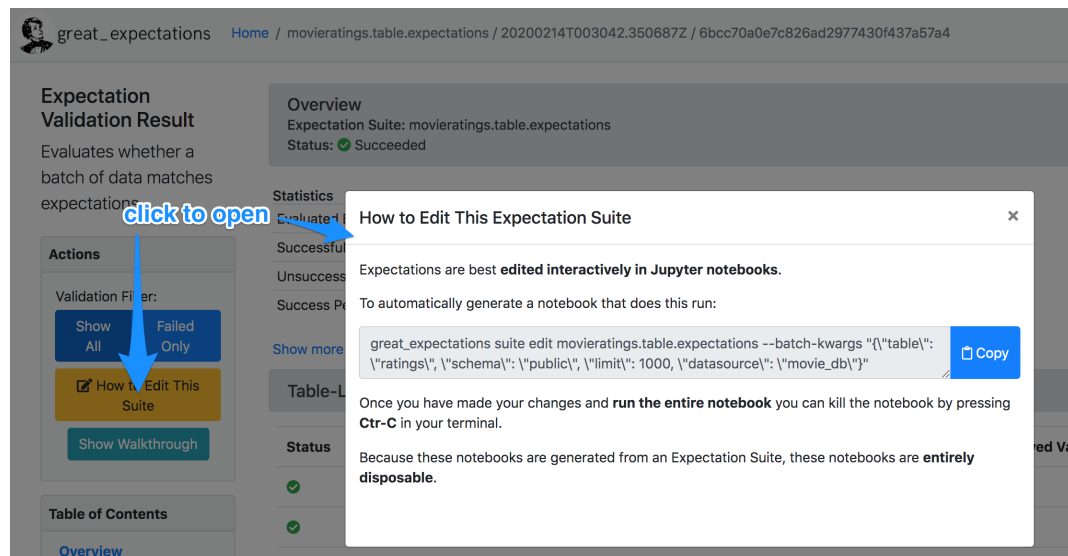 great_expectations Home / movieratings.table.expectations / 20200214T003042.350687Z / 6bcc70a0e7c826ad2977430f437a57a4
Expectation
Validation Result
Evaluates whether a
batch of data matches
expectations
click to open
Actions
Validation Filter:
Show
All
Failed
Only
How to Edit This
Suite
Show Walkthrough
Table of Contents
Overview
Overview
Expectation Suite: movieratings.table.expectations
Status: Succeeded
Statistics
Evaluated
Successful
Unsuccess
Success Pe
Show more
Table-L
Status
ed Va
How to Edit This Expectation Suite ×
Expectations are best edited interactively in Jupyter notebooks.
To automatically generate a notebook that does this run:
great_expectations suite edit movieratings.table.expectations --batch-kwargs "{\"table\":
\"ratings\", \"schema\": \"public\", \"limit\": 1000, \"datasource\": \"movie_db\"}"
Copy
Once you have made your changes and run the entire notebook you can kill the notebook by pressing
Ctr-C in your terminal.
Because these notebooks are generated from an Expectation Suite, these notebooks are entirely
disposable.